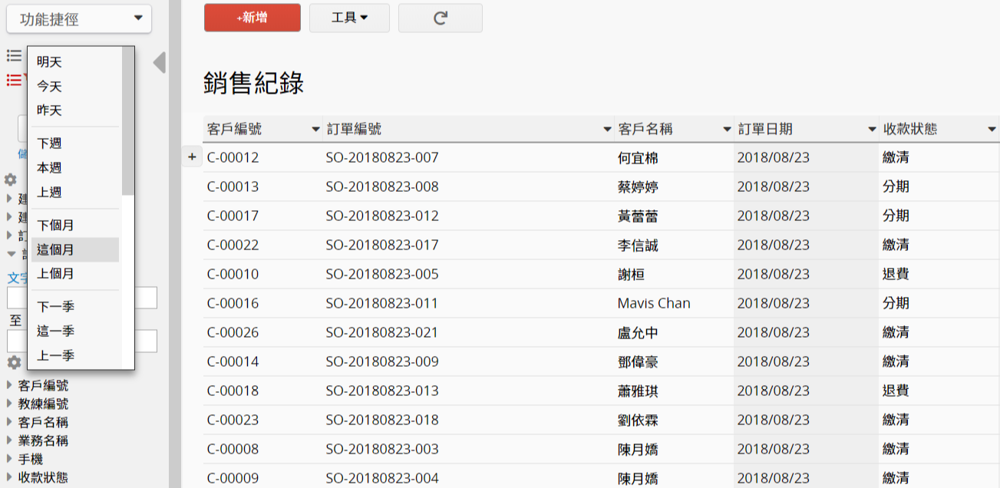 功能捷徑
+新增
工具
明天
今天
昨天
下週
本週
上週
下個月
這個月
上個月
下一季
這一季
上一季
儲
建
建
訂
文字
至
客戶編號
教練編號
客戶名稱
業務名稱
手機
收款狀態
銷售紀錄
客戶編號 訂單編號 客戶名稱 訂單日期 收款狀態
+ C-00012 SO-20180823-007 何宜棉 2018/08/23 繳清
C-00013 SO-20180823-008 蔡婷婷 2018/08/23 分期
C-00017 SO-20180823-012 黃蕾蕾 2018/08/23 分期
C-00022 SO-20180823-017 李信誠 2018/08/23 繳清
C-00010 SO-20180823-005 謝桓 2018/08/23 退費
C-00016 SO-20180823-011 Mavis Chan 2018/08/23 分期
C-00026 SO-20180823-021 盧允中 2018/08/23 繳清
C-00014 SO-20180823-009 鄧偉豪 2018/08/23 繳清
C-00018 SO-20180823-013 蕭雅琪 2018/08/23 退費
C-00023 SO-20180823-018 劉依霖 2018/08/23 繳清
C-00008 SO-20180823-003 陳月嬌 2018/08/23 繳清
C-00009 SO-20180823-004 陳月嬌 2018/08/23 繳清